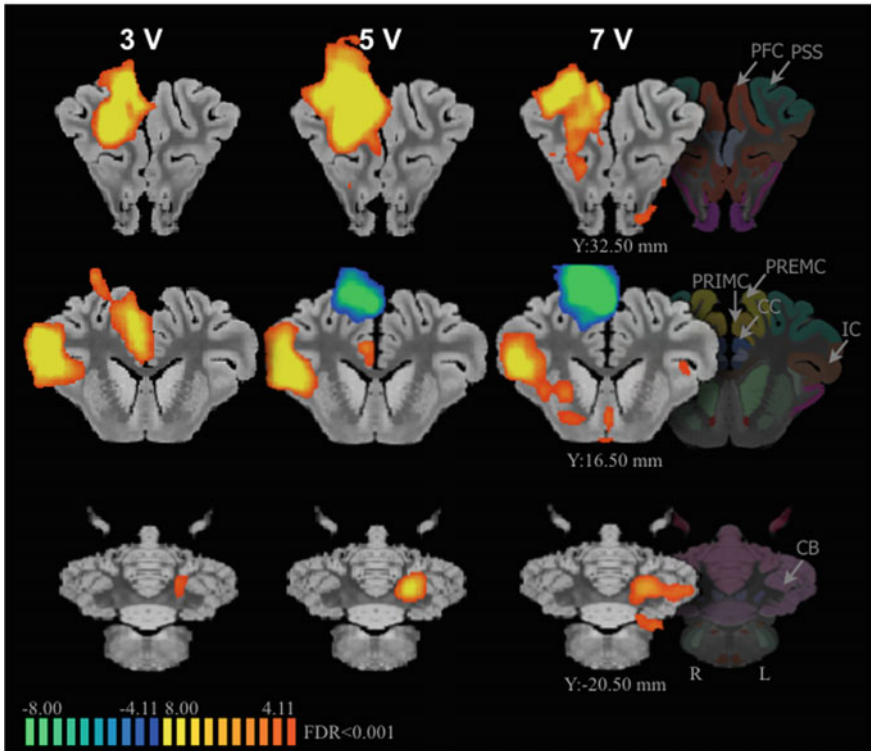 3 V 5 V 7 V
PFC PSS
Y:32.50 mm
PREMC
PRIMC
CC
IC
Y:16.50 mm
CB
R L
Y:-20.50 mm
-8.00 -4.11 8.00 4.11
FDR<0.001